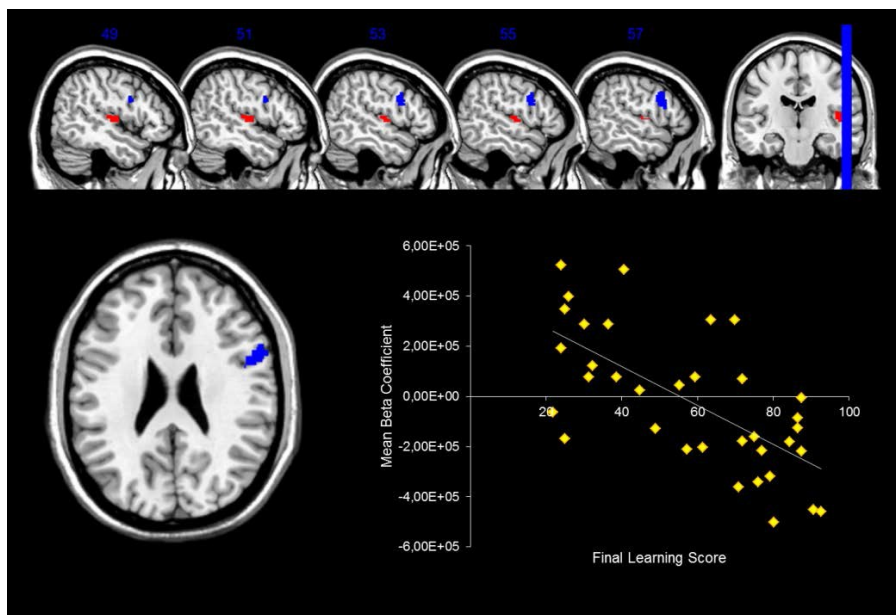 49 51 53 55 57
6,00E+05
4,00E+05
2,00E+05
0,00E+00
-2,00E+05
-4,00E+05
-6,00E+05
Mean Beta Coefficient
20 40 60 80 100
Final Learning Score